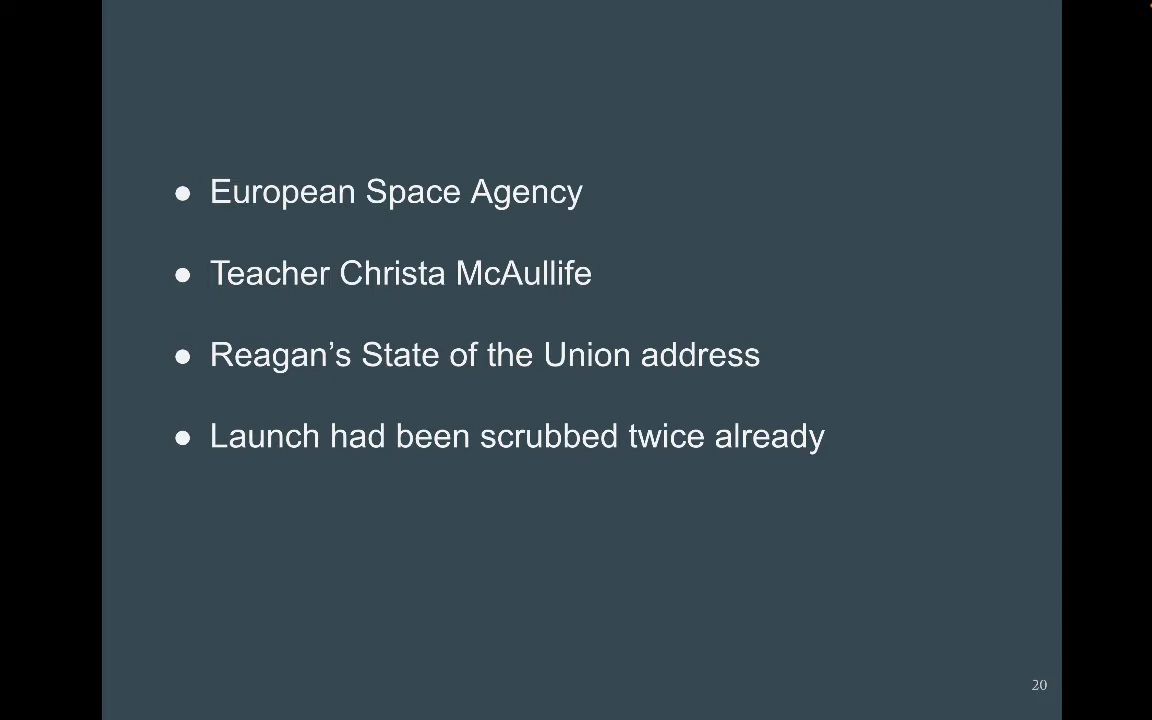 ● European Space Agency
● Teacher Christa McAullife
● Reagan’s State of the Union address
● Launch had been scrubbed twice already
20